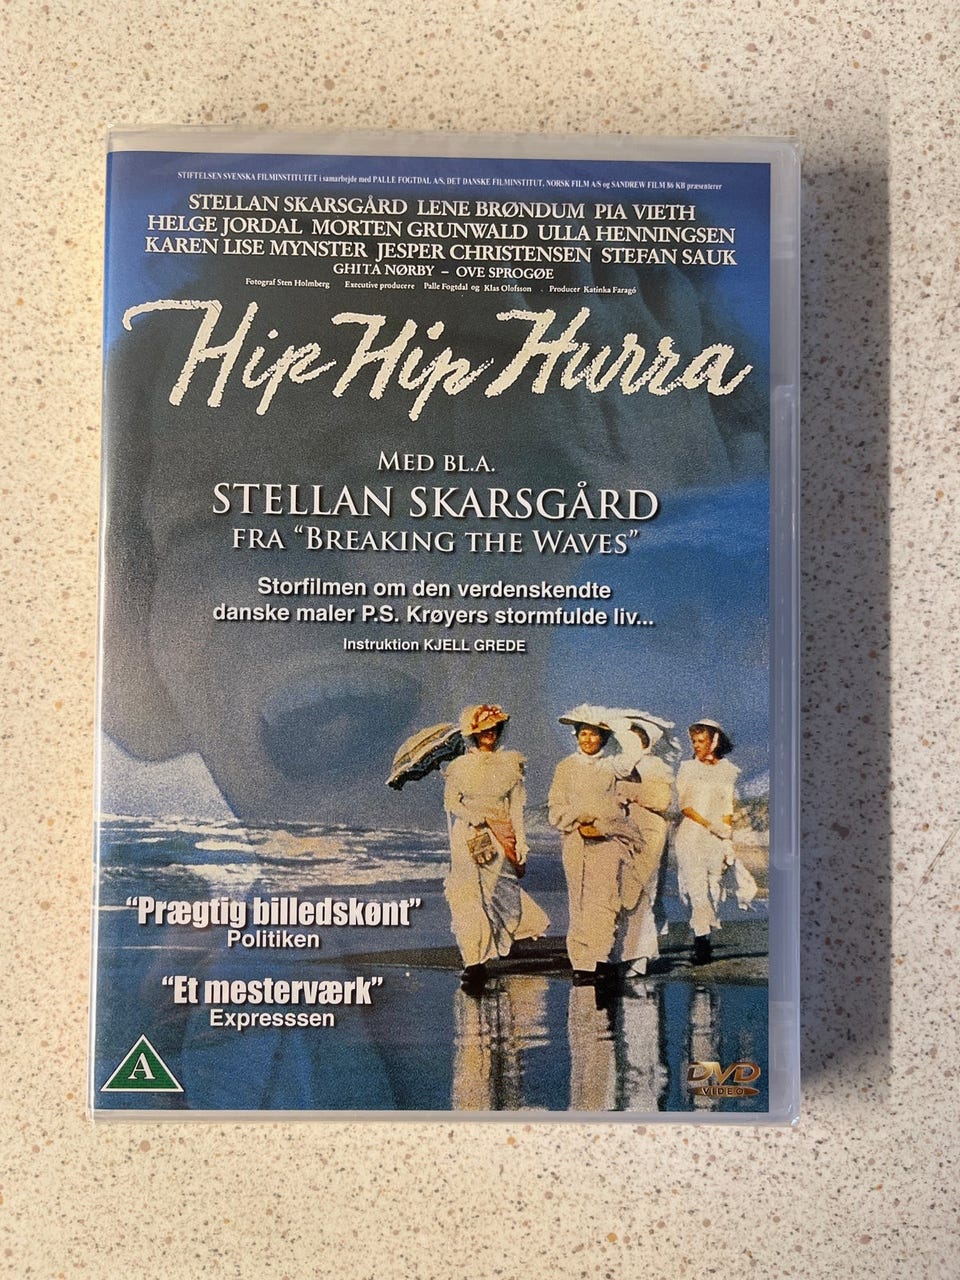 STIFTELSEN SVENSKA FILMINSTITUTET i samarbejde med PALLE FOGTDAL A/S, DET DANSKE FILMINSTITUT, NORSK FILM A/S og SANDREW FILM 86 KB præsenterer
STELLAN SKARSGÅRD LENE BRØNDUM PIA VIETH
HELGE JORDAL MORTEN GRUNWALD ULLA HENNINGSEN
KAREN LISE MYNSTER JESPER CHRISTENSEN STEFAN SAUK
GHITA NØRBY – OVE SPROGØE
Fotograf Sten Holmberg Executive producere Palle Fogtdal og Klas Olofsson . Producer Katinka Faragó
Hip Hip Hurra
MED BL.A.
STELLAN SKARSGÅRD
FRA “BREAKING THE WAVES”
Storfilmen om den verdenskendte
danske maler P.S. Krøyers stormfulde liv...
Instruktion KJELL GREDE
“Prægtig billedskønt”
Politiken
“Et mesterværk”
Expresssen
A
DVD
VIDEO